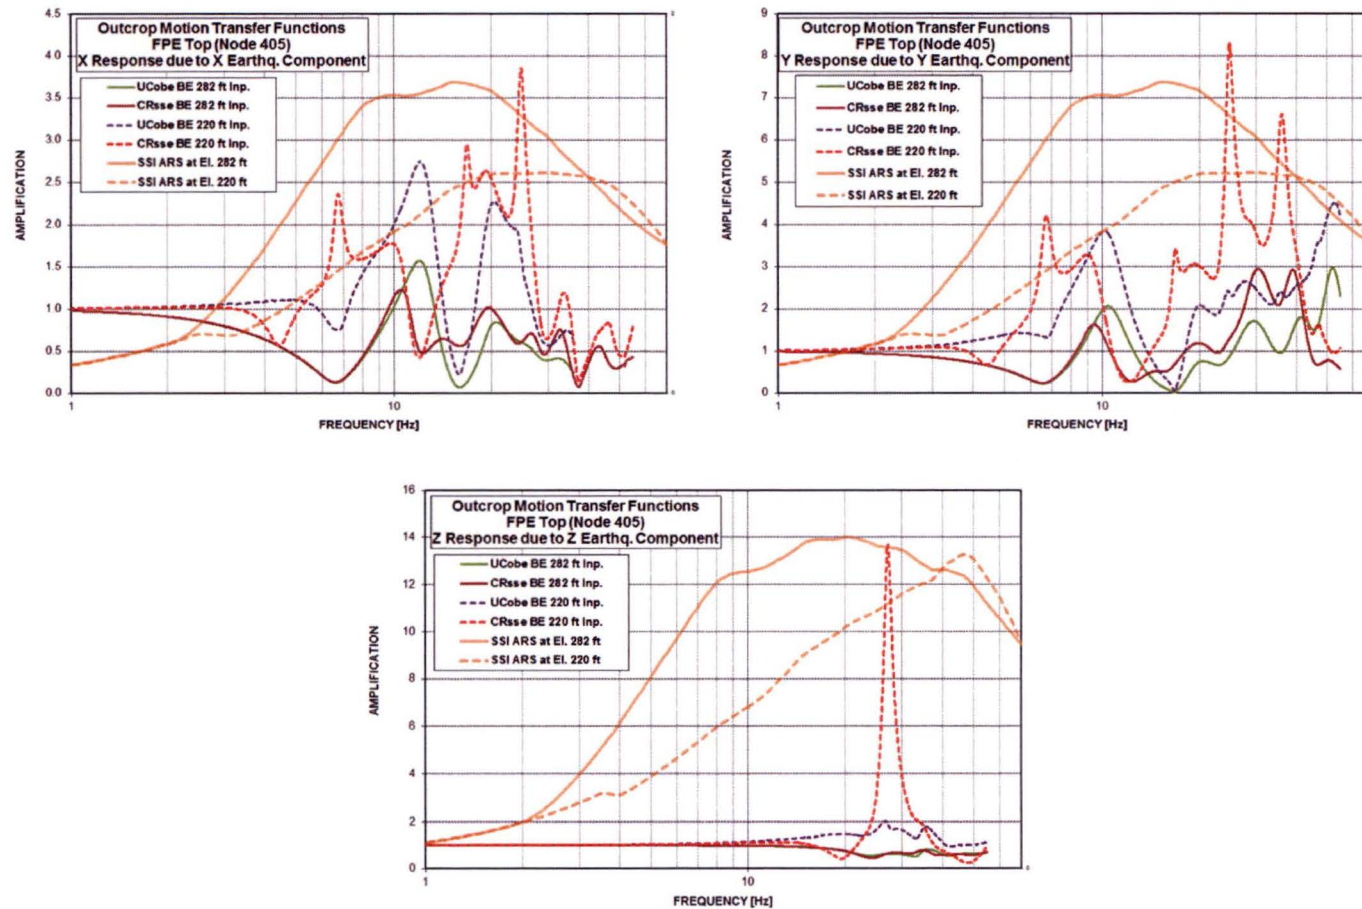 Outcrop Motion Transfer Functions
FPE Top (Node 405)
X Response due to X Earthq. Component
UCobe BE 282 ft Inp.
CRsse BE 282 ft Inp.
UCobe BE 220 ft Inp.
CRsse BE 220 ft Inp.
SSI ARS at El. 282 ft
SSI ARS at El. 220 ft
AMPLIFICATION
4.5
4.0
3.5
3.0
2.5
2.0
1.5
1.0
0.5
0.0
1
10
FREQUENCY [Hz]
Outcrop Motion Transfer Functions
FPE Top (Node 405)
Y Response due to Y Earthq. Component
UCobe BE 282 ft Inp.
CRsse BE 282 ft Inp.
UCobe BE 220 ft Inp.
CRsse BE 220 ft Inp.
SSI ARS at El. 282 ft
SSI ARS at El. 220 ft
AMPLIFICATION
9
8
7
6
5
4
3
2
1
0
1
10
FREQUENCY [Hz]
Outcrop Motion Transfer Functions
FPE Top (Node 405)
Z Response due to Z Earthq. Component
UCobe BE 282 ft Inp.
CRsse BE 282 ft Inp.
UCobe BE 220 ft Inp.
CRsse BE 220 ft Inp.
SSI ARS at El. 282 ft
SSI ARS at El. 220 ft
AMPLIFICATION
16
14
12
10
8
6
4
2
0
1
10
FREQUENCY [Hz]